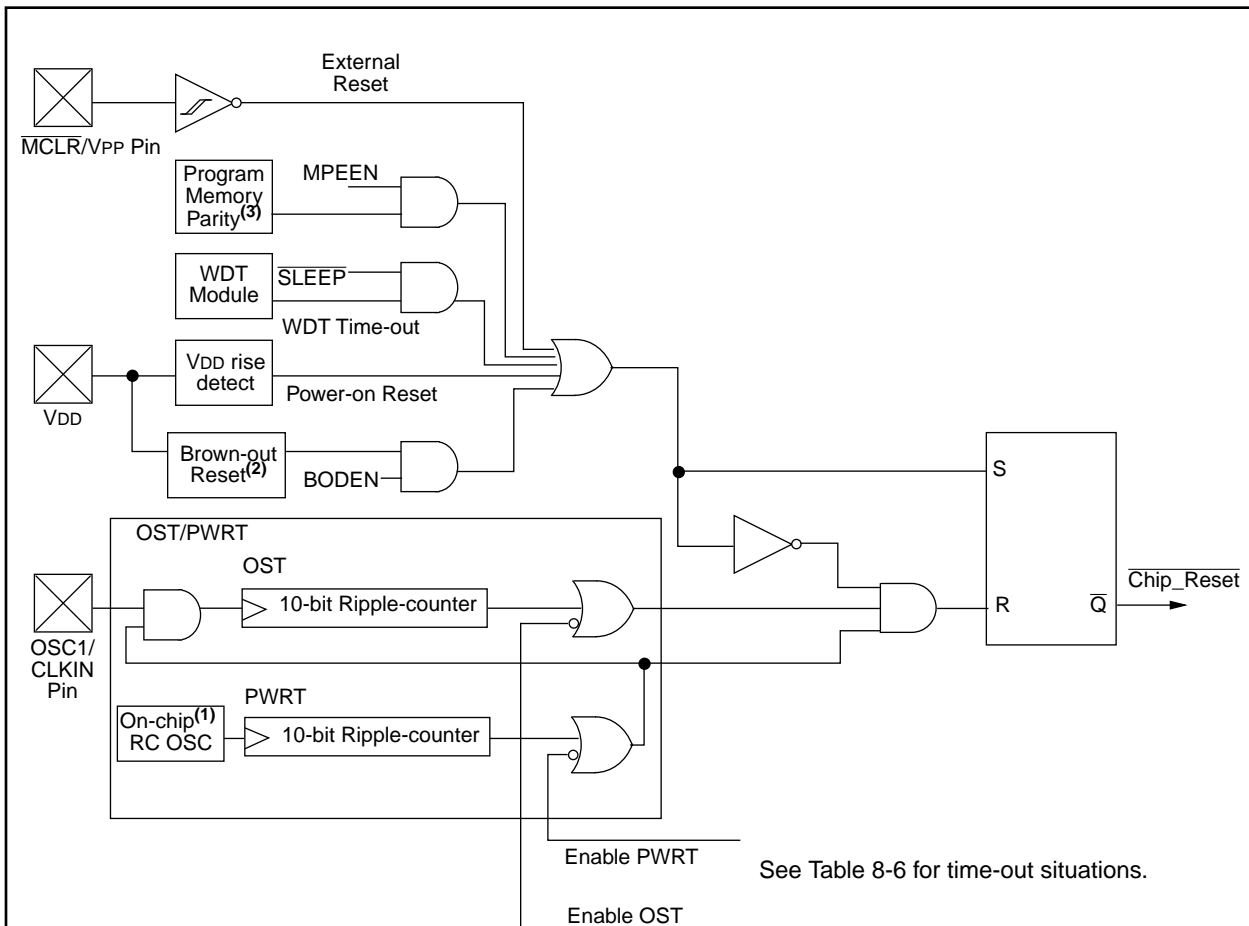 External
Reset
MCLR/VPP Pin
MPEEN
Program
Memory
Parity(3)
SLEEP
WDT
Module
WDT Time-out
VDD rise
detect
Power-on Reset
VDD
Brown-out
Reset(2)
BODEN
OST/PWRT
OST
10-bit Ripple-counter
OSC1/
CLKIN
Pin
PWRT
On-chip(1)
RC OSC
10-bit Ripple-counter
S
R
Q
Chip_Reset
Enable PWRT
See Table 8-6 for time-out situations.
Enable OST